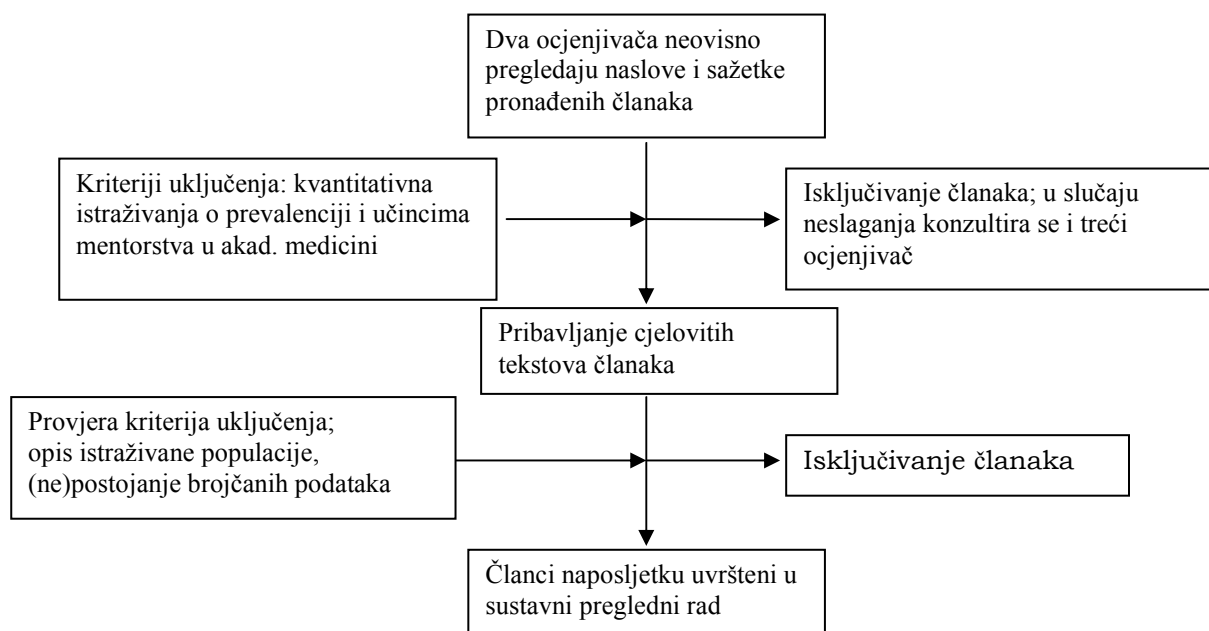 Dva ocjenjivača neovisno
pregledaju naslove i sažetke
pronađenih članaka
Kriteriji uključenja: kvantitativna
istraživanja o prevalenciji i učincima
mentorstva u akad. medicini
Isključivanje članaka; u slučaju
neslaganja konzultira se i treći
ocjenjivač
Pribavljanje cjelovitih
tekstova članaka
Provjera kriterija uključenja;
opis istraživane populacije,
(ne)postojanje brojčanih podataka
Isključivanje članaka
Članci naposljetku uvršteni u
sustavni pregledni rad